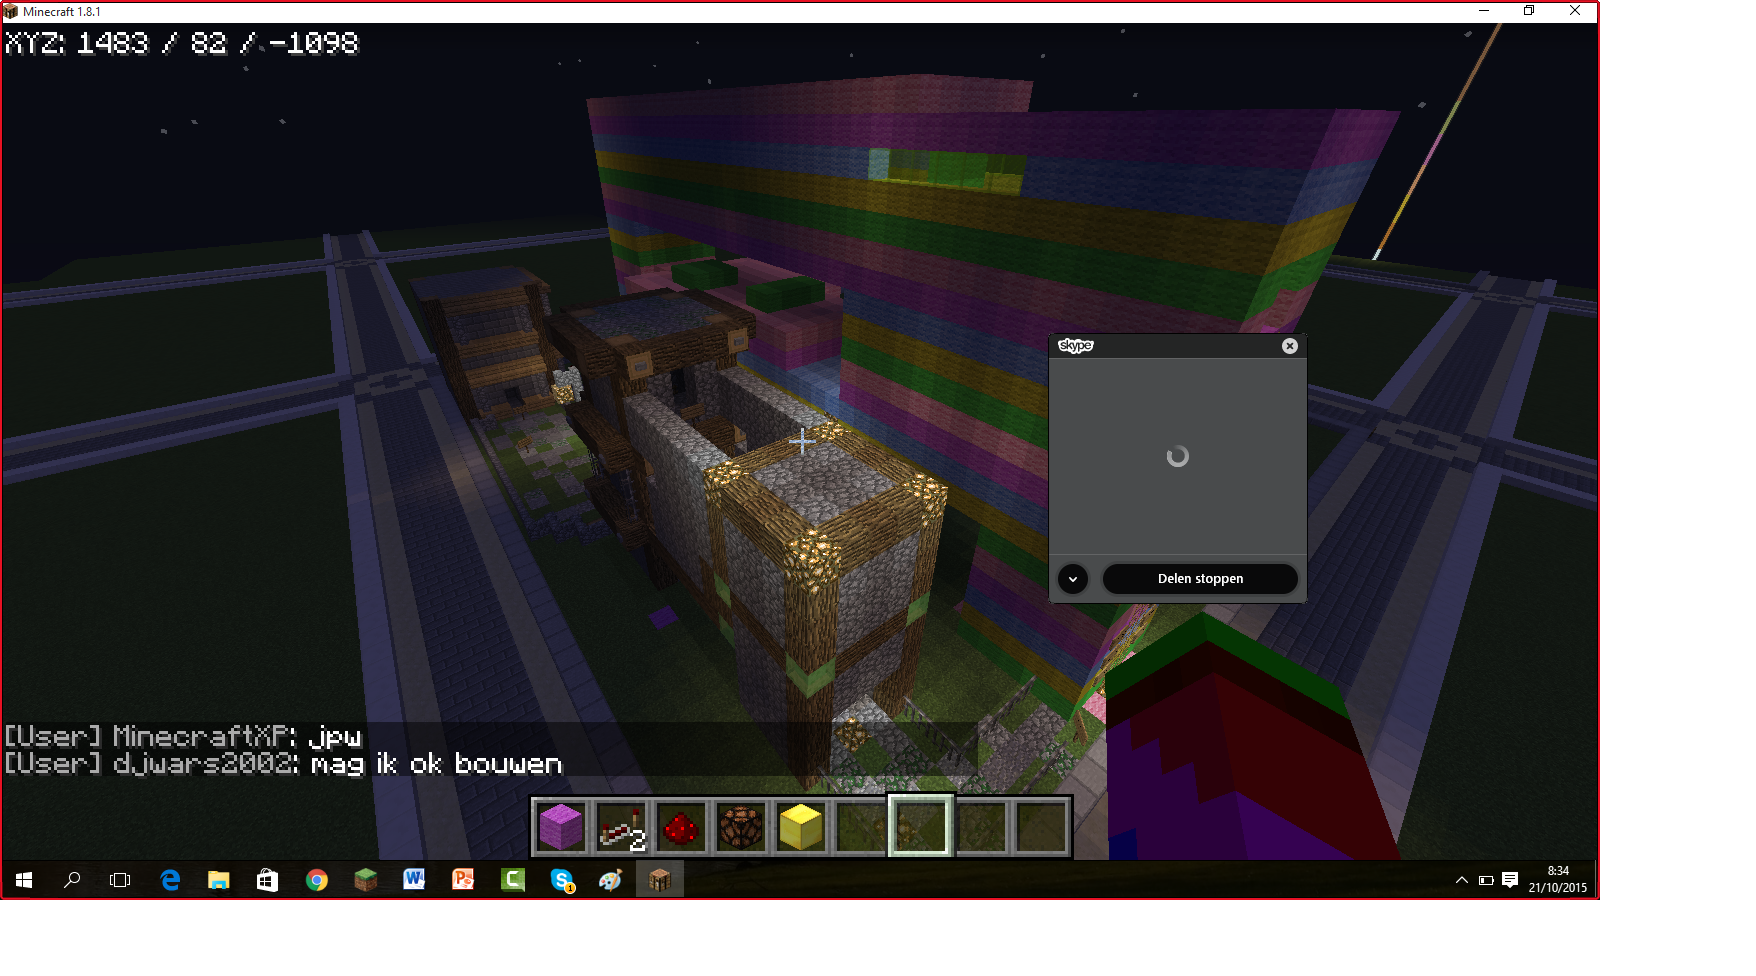 Minecraft 1.8.1
XYZ: 1483 / 82 / -1098
skype
Delen stoppen
[User] MinecraftXP: jpw
[User] djwars2002: mag ik ok bouwen
2
1
8:34
21/10/2015